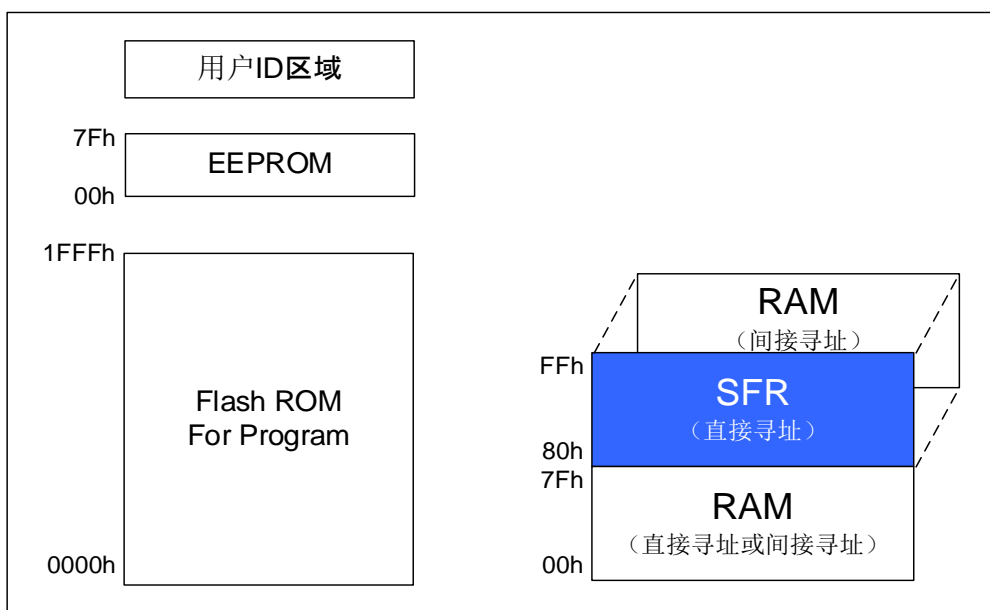 用户ID区域
7Fh
EEPROM
00h
1FFFh
Flash ROM
For Program
0000h
RAM
（间接寻址）
FFh
SFR
（直接寻址）
80h
7Fh
RAM
（直接寻址或间接寻址）
00h